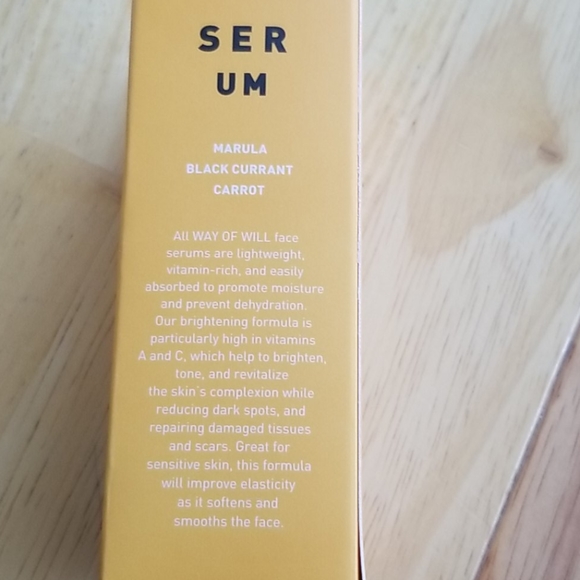 SER
UM
MARULA
BLACK CURRANT
CARROT
All WAY OF WILL face
serums are lightweight,
vitamin-rich, and easily
absorbed to promote moisture
and prevent dehydration.
Our brightening formula is
particularly high in vitamins
A and C, which help to brighten,
tone, and revitalize
the skin's complexion while
reducing dark spots, and
repairing damaged tissues
and scars. Great for
sensitive skin, this formula
will improve elasticity
as it softens and
smooths the face.